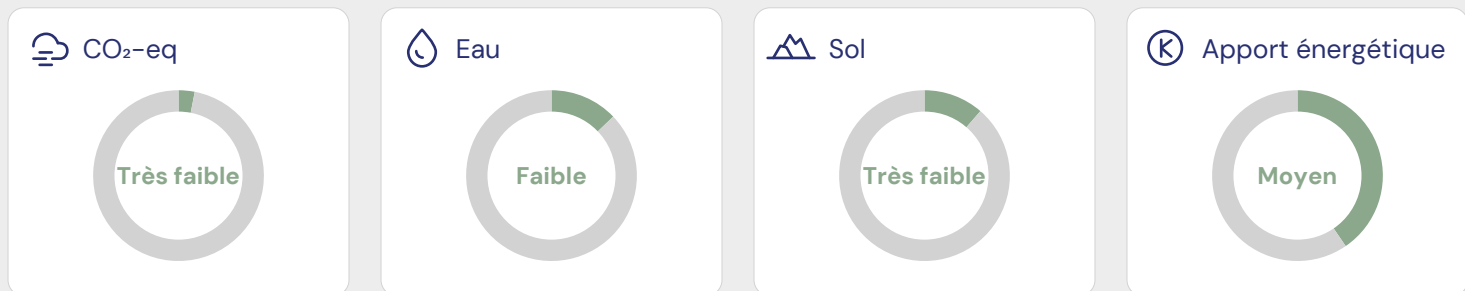 CO₂-eq
Très faible
Eau
Faible
Sol
Très faible
Apport énergétique
Moyen